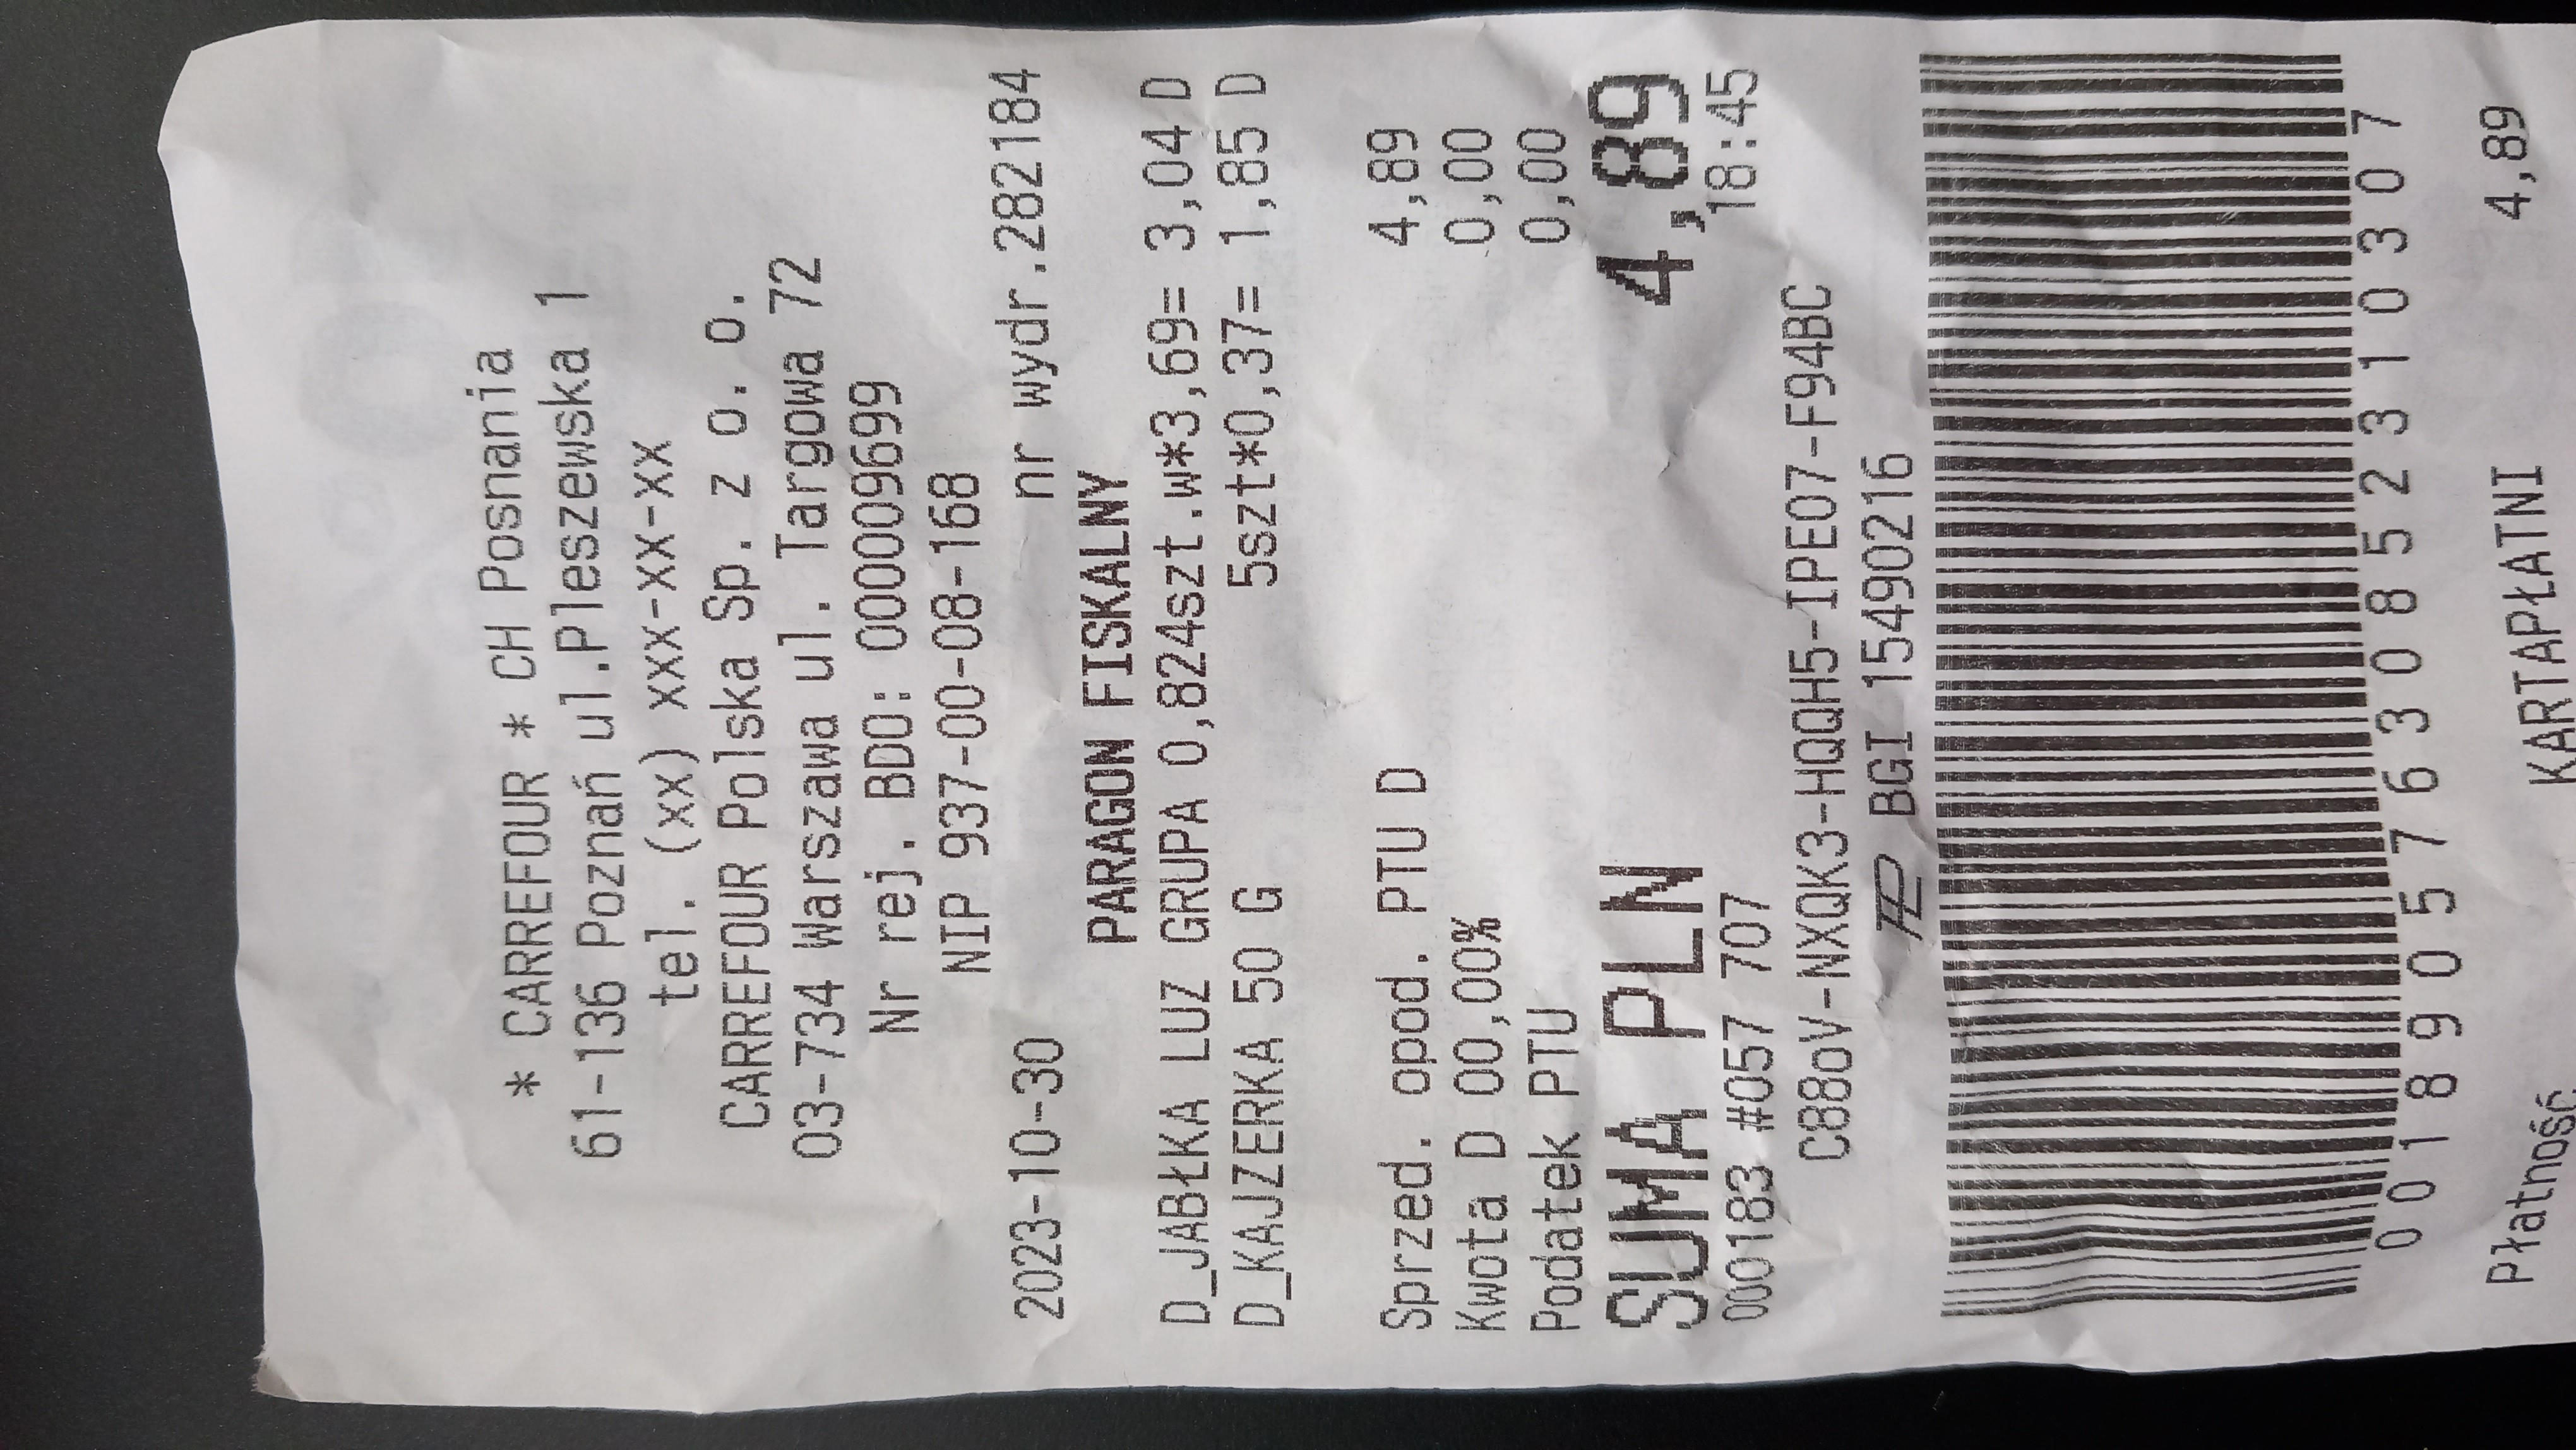 * CARREFOUR * CH Posnania
61-136 Poznań ul.Pleszewska 1
tel. (xx) xxx-xx-xx
CARREFOUR Polska Sp. z o. o.
03-734 Warszawa ul. Targowa 72
Nr rej. BDO: 000009699
NIP 937-00-08-168
2023-10-30 nr wydr.282184
PARAGON FISKALNY
D_JABŁKA LUZ GRUPA 0,824szt.w*3,69= 3,04 D
D_KAJZERKA 50 G 5szt*0,37= 1,85 D
Sprzed. opod. PTU D 4,89
Kwota D 00,00% 0,00
Podatek PTU 0,00
SUMA PLN 4,89
000183 #057 707 18:45
C88oV-NXQK3-HQQH5-IPE07-F94BC
BGI 15490216
00189057630852310307
Płatność KARTAPŁATNI 4,89